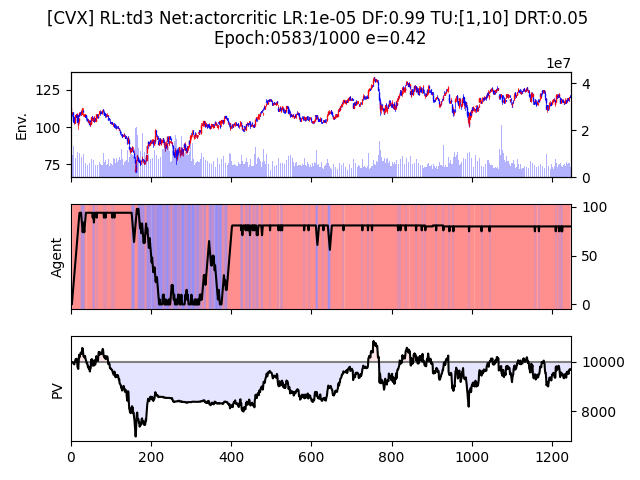 [CVX] RL:td3 Net:actorcritic LR:1e-05 DF:0.99 TU:[1,10] DRT:0.05
Epoch:0583/1000 e=0.42
1e7
125
100
75
Env.
4
2
0
Agent
100
50
0
PV
10000
8000
0 200 400 600 800 1000 1200